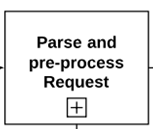 Parse and
pre-process
Request